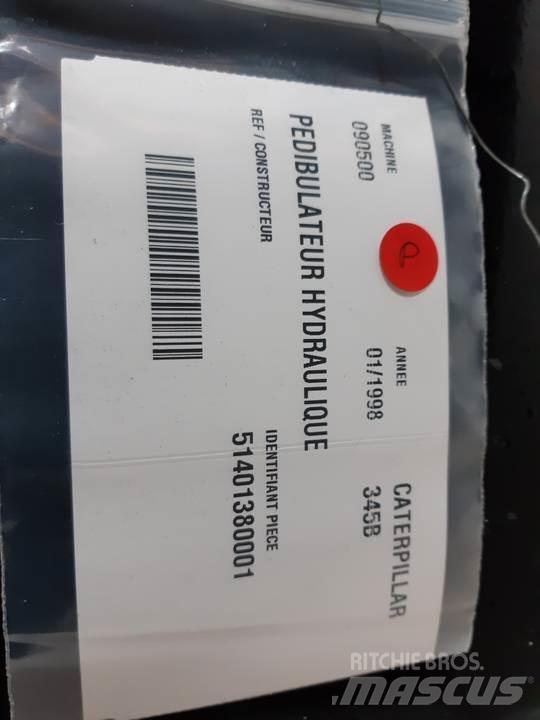 MACHINE
090500
ANNEE
01/1998
CATERPILLAR
345B
PEDIBULATEUR HYDRAULIQUE
REF / CONSTRUCTEUR
IDENTIFIANT PIECE
51401380001
RITCHIE BROS.
MASCUS